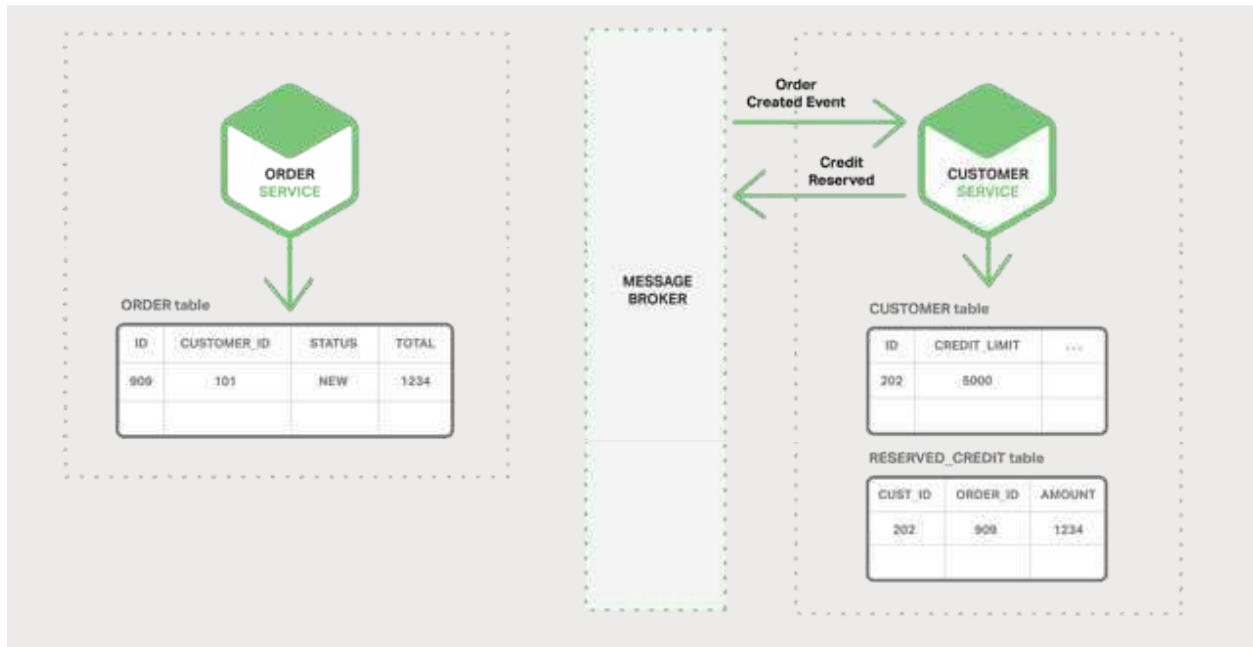 ORDER
SERVICE
ORDER table
ID CUSTOMER_ID STATUS TOTAL
909 101 NEW 1234
MESSAGE
BROKER
Order
Created Event
Credit
Reserved
CUSTOMER
SERVICE
CUSTOMER table
ID CREDIT_LIMIT ...
202 5000
RESERVED_CREDIT table
CUST_ID ORDER_ID AMOUNT
202 909 1234